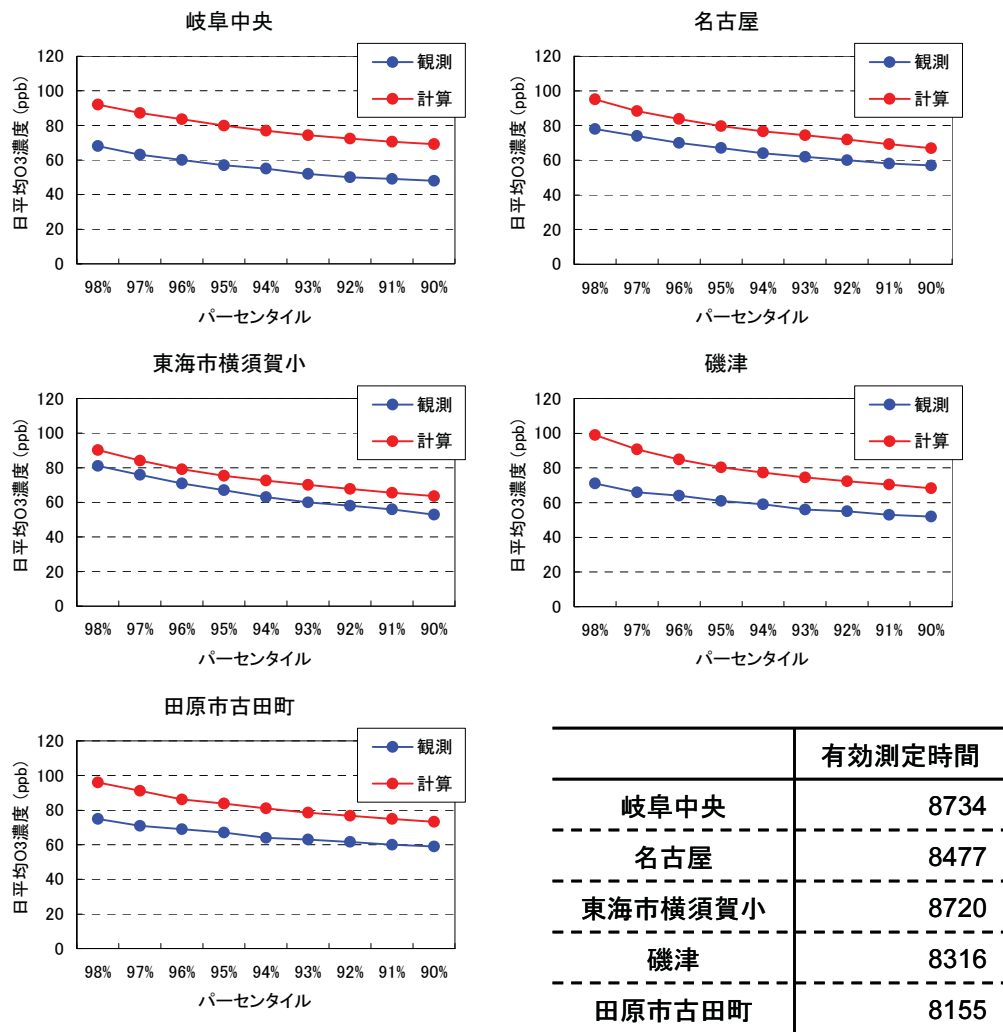 岐阜中央
観測
計算
日平均O3濃度 (ppb)
120
100
80
60
40
20
0
98% 97% 96% 95% 94% 93% 92% 91% 90%
パーセンタイル
名古屋
観測
計算
日平均O3濃度 (ppb)
120
100
80
60
40
20
0
98% 97% 96% 95% 94% 93% 92% 91% 90%
パーセンタイル
東海市横須賀小
観測
計算
日平均O3濃度 (ppb)
120
100
80
60
40
20
0
98% 97% 96% 95% 94% 93% 92% 91% 90%
パーセンタイル
磯津
観測
計算
日平均O3濃度 (ppb)
120
100
80
60
40
20
0
98% 97% 96% 95% 94% 93% 92% 91% 90%
パーセンタイル
田原市古田町
観測
計算
日平均O3濃度 (ppb)
120
100
80
60
40
20
0
98% 97% 96% 95% 94% 93% 92% 91% 90%
パーセンタイル
有効測定時間
岐阜中央 8734
名古屋 8477
東海市横須賀小 8720
磯津 8316
田原市古田町 8155